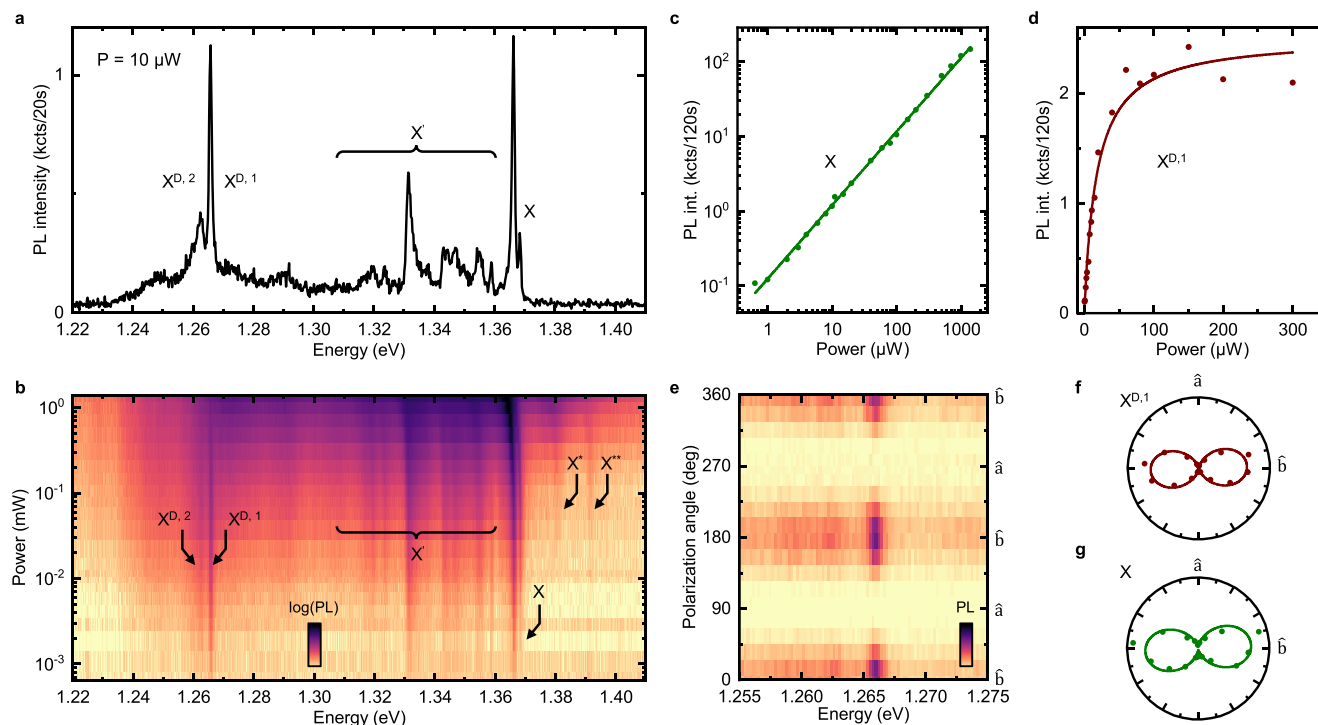 a
P = 10 µW
X'
X^D, 2
X^D, 1
X
PL intensity (kcts/20s)
1
0
1.22 1.26 1.28 1.30 1.32 1.34 1.36 1.38 1.40
Energy (eV)
c
X
PL int. (kcts/120s)
10^2
10^1
10^0
10^-1
1 10 100 1000
Power (µW)
d
X^D,1
PL int. (kcts/120s)
2
1
0
0 100 200 300
Power (µW)
b
X* X**
X^D, 2 X^D, 1
X'
X
log(PL)
Power (mW)
10^0
10^-1
10^-2
10^-3
1.22 1.26 1.28 1.30 1.32 1.34 1.36 1.38 1.40
Energy (eV)
e
Polarization angle (deg)
360 b̂
270 â
180 b̂
90 â
0 b̂
PL
1.255 1.260 1.265 1.270 1.275
Energy (eV)
f
â
X^D,1
b̂
g
â
X
b̂